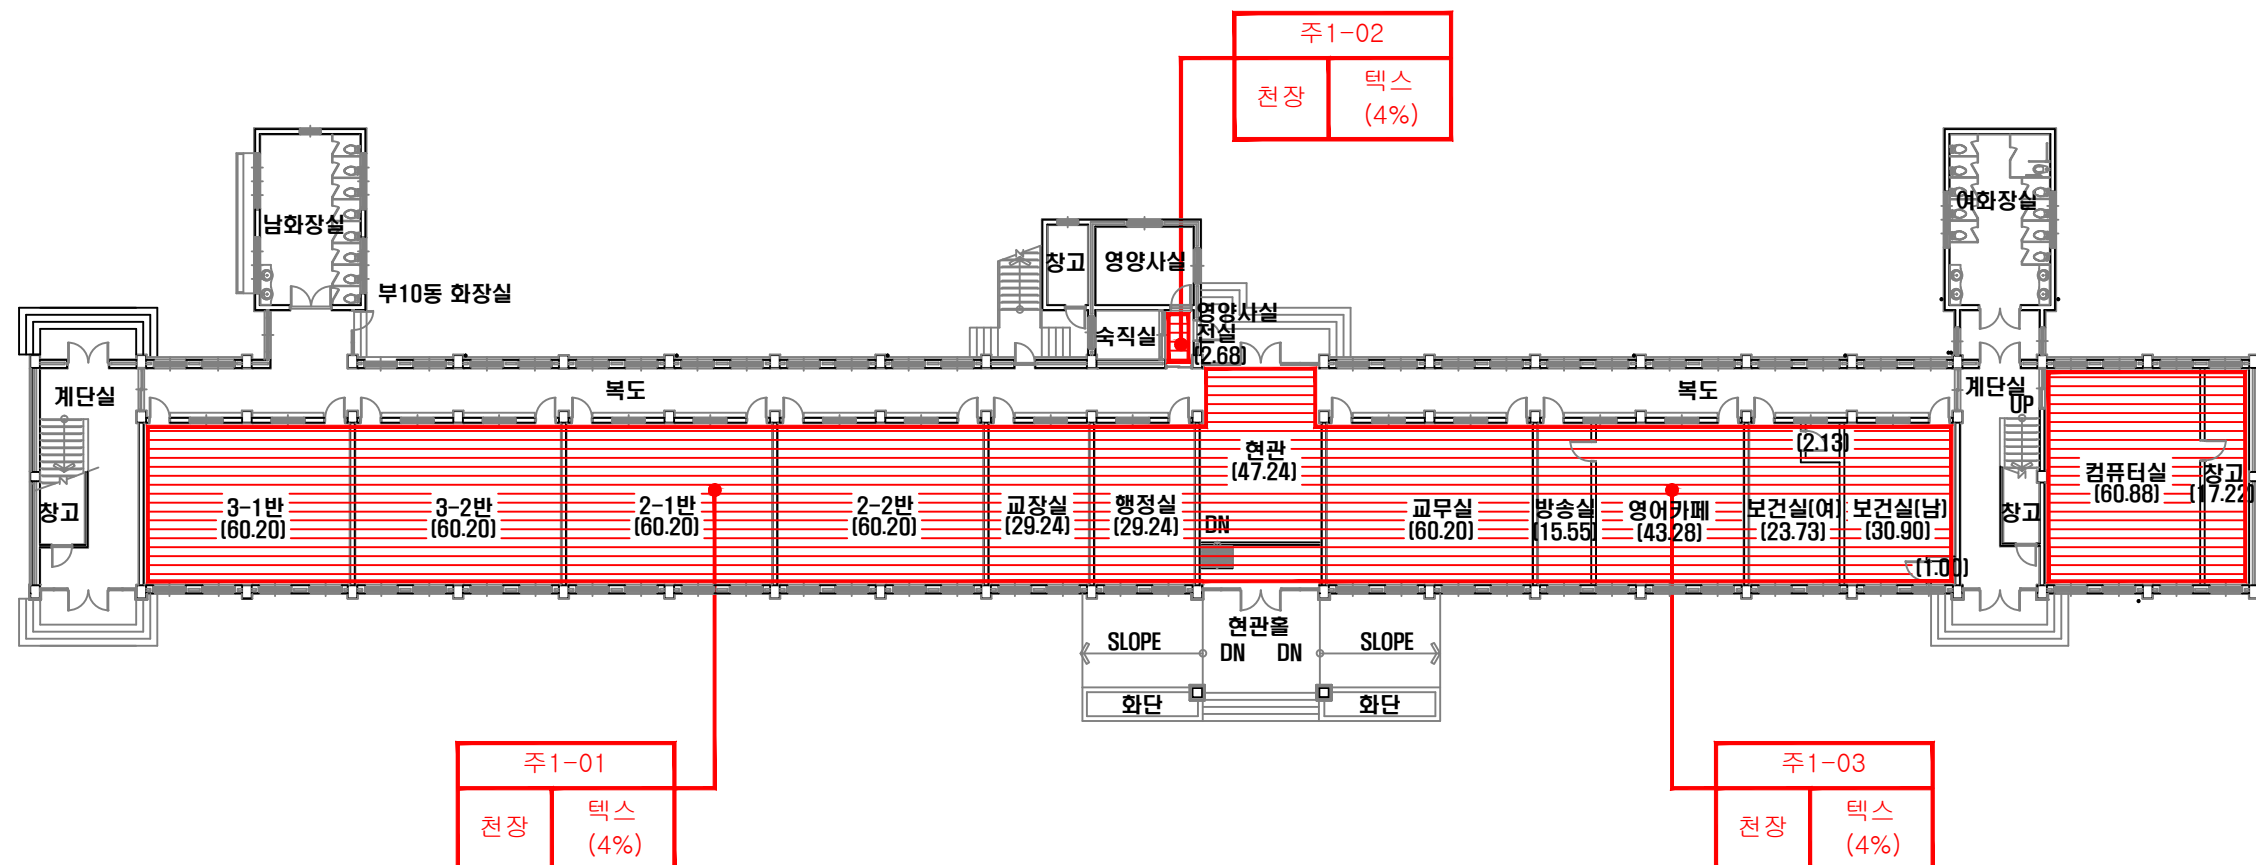 주1-02
천장
텍스
(4%)
남화장실
부10동 화장실
창고
영양사실
숙직실
영양사실
전실
(2.68)
여화장실
계단실
복도
복도
계단실
UP
창고
3-1반
(60.20)
3-2반
(60.20)
2-1반
(60.20)
2-2반
(60.20)
교장실
(29.24)
행정실
(29.24)
현관
(47.24)
DN
교무실
(60.20)
방송실
(15.55)
영어카페
(43.28)
보건실(여)
(23.73)
(2.13)
보건실(남)
(30.90)
(1.00)
창고
컴퓨터실
(60.88)
창고
(17.22)
SLOPE
현관홀
DN
DN
SLOPE
화단
화단
주1-01
천장
텍스
(4%)
주1-03
천장
텍스
(4%)